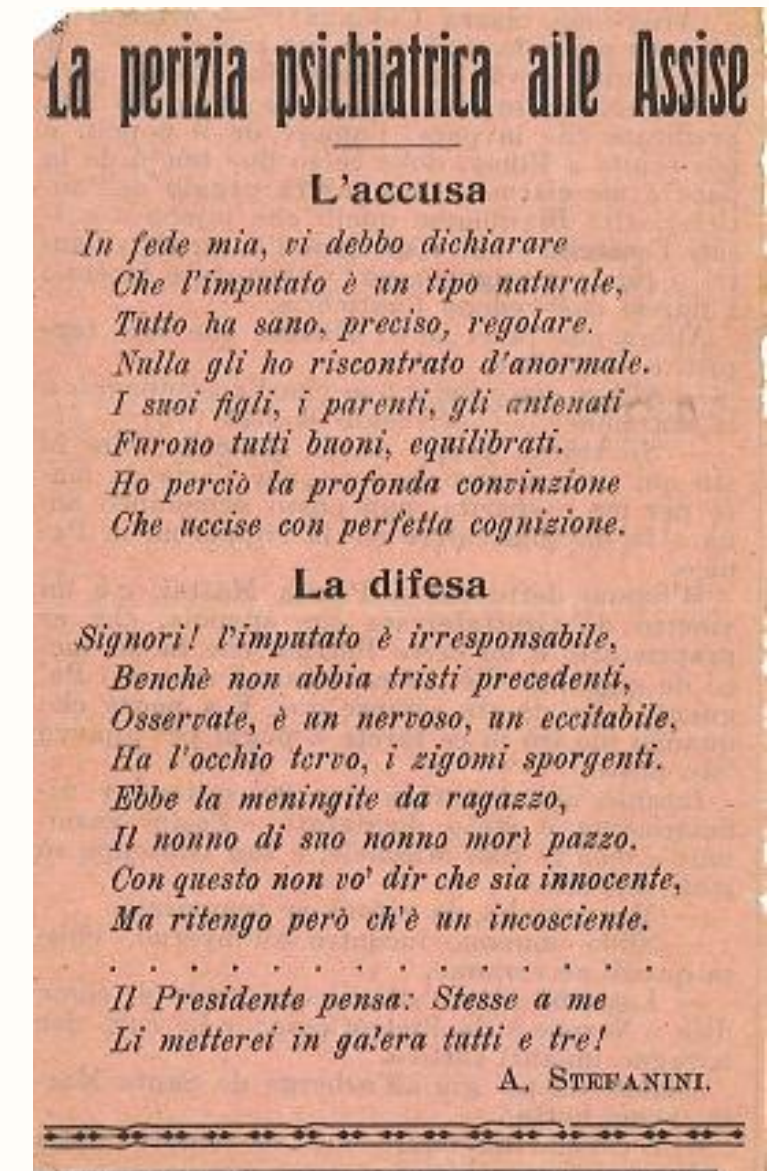 La perizia psichiatrica alle Assise
L'accusa
In fede mia, vi debbo dichiarare
Che l'imputato è un tipo naturale,
Tutto ha sano, preciso, regolare.
Nulla gli ho riscontrato d'anormale.
I suoi figli, i parenti, gli antenati
Furono tutti buoni, equilibrati.
Ho perciò la profonda convinzione
Che uccise con perfetta cognizione.
La difesa
Signori! l'imputato è irresponsabile,
Benchè non abbia tristi precedenti,
Osservate, è un nervoso, un eccitabile.
Ha l'occhio torvo, i zigomi sporgenti.
Ebbe la meningite da ragazzo,
Il nonno di suo nonno morì pazzo.
Con questo non vo' dir che sia innocente,
Ma ritengo però ch'è un incosciente.
. . . . . . . . . . . . . .
Il Presidente pensa: Stesse a me
Li metterei in galera tutti e tre!
A. STEFANINI.